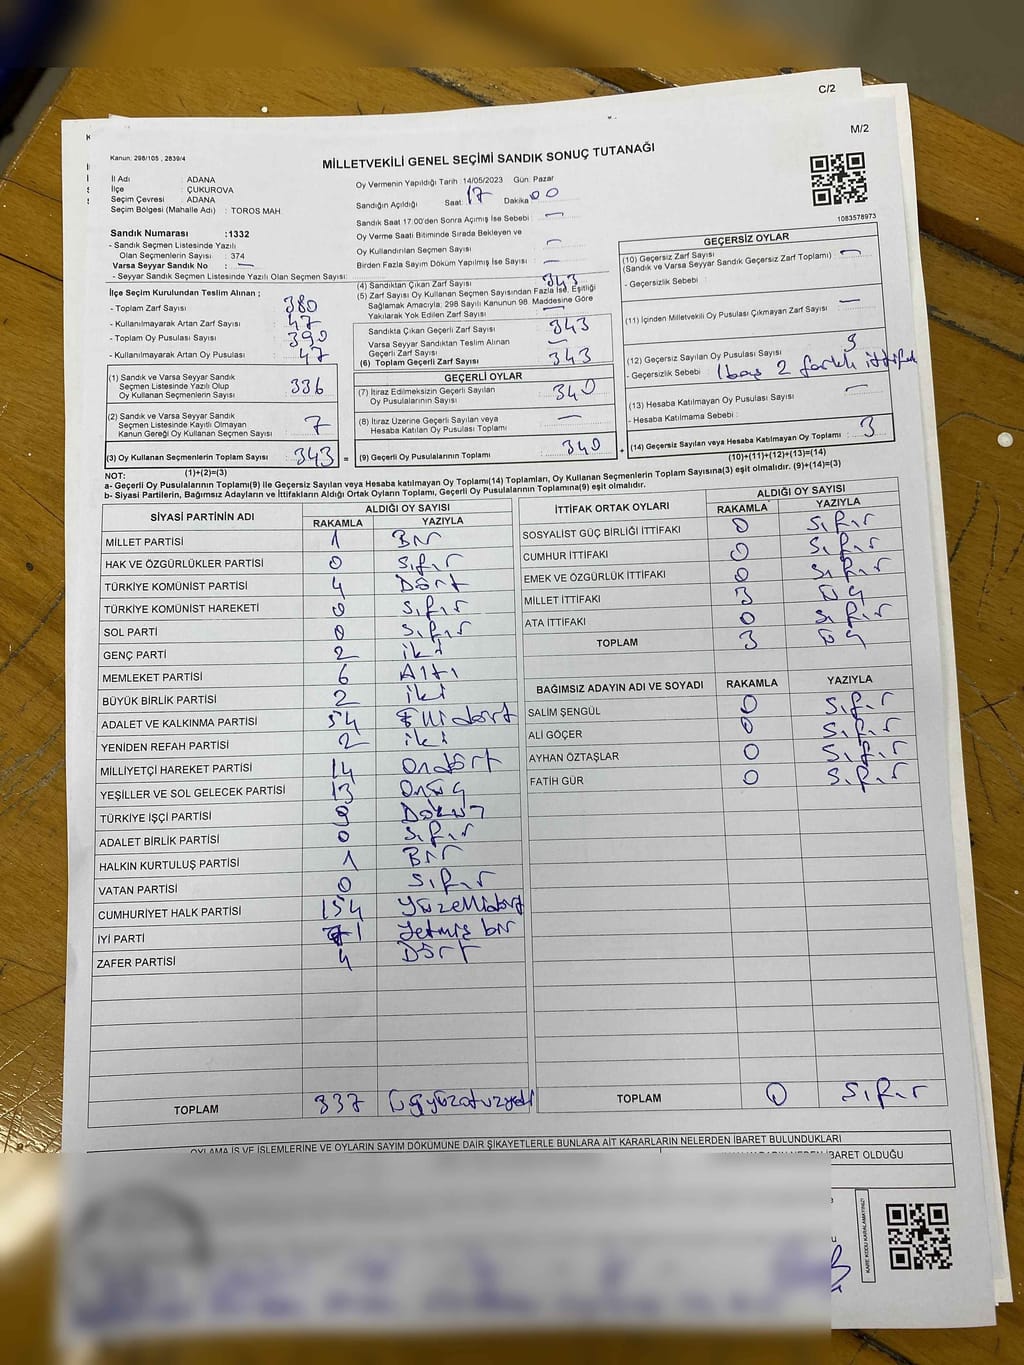 C/2
M/2
Kanun: 298/105 , 2839/4
MİLLETVEKİLİ GENEL SEÇİMİ SANDIK SONUÇ TUTANAĞI
1083578973
İl Adı : ADANA
İlçe : ÇUKUROVA
Seçim Çevresi : ADANA
Seçim Bölgesi (Mahalle Adı) : TOROS MAH.
Sandık Numarası :1332
- Sandık Seçmen Listesinde Yazılı
Olan Seçmenlerin Sayısı : 374
Varsa Seyyar Sandık No : —
- Seyyar Sandık Seçmen Listesinde Yazılı Olan Seçmen Sayısı:
Oy Vermenin Yapıldığı Tarih :14/05/2023 Gün: Pazar
Sandığın Açıldığı Saat: 17 Dakika 00
Sandık Saat 17:00'den Sonra Açımış İse Sebebi : —
Oy Verme Saati Bitiminde Sırada Bekleyen ve
Oy Kullandırılan Seçmen Sayısı : —
Birden Fazla Sayım Döküm Yapılmış İse Sayısı : —
İlçe Seçim Kurulundan Teslim Alınan ;
- Toplam Zarf Sayısı : 380
- Kullanılmayarak Artan Zarf Sayısı : 47
- Toplam Oy Pusulası Sayısı : 390
- Kullanılmayarak Artan Oy Pusulası : 47
(1) Sandık ve Varsa Seyyar Sandık
Seçmen Listesinde Yazılı Olup
Oy Kullanan Seçmenlerin Sayısı : 336
(2) Sandık ve Varsa Seyyar Sandık
Seçmen Listesinde Kayıtlı Olmayan
Kanun Gereği Oy Kullanan Seçmen Sayısı : 7
(3) Oy Kullanan Seçmenlerin Toplam Sayısı : 343 =
(1)+(2)=(3)
(4) Sandıktan Çıkan Zarf Sayısı : 343
(5) Zarf Sayısı Oy Kullanan Seçmen Sayısından Fazla İse, Eşitliği
Sağlamak Amacıyla, 298 Sayılı Kanunun 98. Maddesine Göre
Yakılarak Yok Edilen Zarf Sayısı : —
Sandıkta Çıkan Geçerli Zarf Sayısı : 343
Varsa Seyyar Sandıktan Teslim Alınan
Geçerli Zarf Sayısı : —
(6) Toplam Geçerli Zarf Sayısı : 343
GEÇERLİ OYLAR
(7) İtiraz Edilmeksizin Geçerli Sayılan
Oy Pusulalarının Sayısı : 340
(8) İtiraz Üzerine Geçerli Sayılan veya
Hesaba Katılan Oy Pusulası Toplamı : —
(9) Geçerli Oy Pusulalarının Toplamı : 340 +
GEÇERSİZ OYLAR
(10) Geçersiz Zarf Sayısı : —
(Sandık ve Varsa Seyyar Sandık Geçersiz Zarf Toplamı)
- Geçersizlik Sebebi :
(11) İçinden Milletvekili Oy Pusulası Çıkmayan Zarf Sayısı : —
(12) Geçersiz Sayılan Oy Pusulası Sayısı : 3
- Geçersizlik Sebebi : 1 boş 2 farklı ittifak
(13) Hesaba Katılmayan Oy Pusulası Sayısı : —
- Hesaba Katılmama Sebebi :
(14) Geçersiz Sayılan veya Hesaba Katılmayan Oy Toplamı : 3
(10)+(11)+(12)+(13)=(14)
NOT:
a- Geçerli Oy Pusulalarının Toplamı(9) ile Geçersiz Sayılan veya Hesaba katılmayan Oy Toplamı(14) Toplamları, Oy Kullanan Seçmenlerin Toplam Sayısına(3) eşit olmalıdır. (9)+(14)=(3)
b- Siyasi Partilerin, Bağımsız Adayların ve İttifakların Aldığı Ortak Oyların Toplamı, Geçerli Oy Pusulalarının Toplamına(9) eşit olmalıdır.
SİYASİ PARTİNİN ADI ALDIĞI OY SAYISI
RAKAMLA YAZIYLA
MİLLET PARTİSİ 1 Bir
HAK VE ÖZGÜRLÜKLER PARTİSİ 0 Sıfır
TÜRKİYE KOMÜNİST PARTİSİ 4 Dört
TÜRKİYE KOMÜNİST HAREKETİ 0 Sıfır
SOL PARTİ 0 Sıfır
GENÇ PARTİ 2 iki
MEMLEKET PARTİSİ 6 Altı
BÜYÜK BİRLİK PARTİSİ 2 iki
ADALET VE KALKINMA PARTİSİ 54 Ellidört
YENİDEN REFAH PARTİSİ 2 iki
MİLLİYETÇİ HAREKET PARTİSİ 14 Ondört
YEŞİLLER VE SOL GELECEK PARTİSİ 13 Onüç
TÜRKİYE İŞÇİ PARTİSİ 9 Dokuz
ADALET BİRLİK PARTİSİ 0 Sıfır
HALKIN KURTULUŞ PARTİSİ 1 Bir
VATAN PARTİSİ 0 Sıfır
CUMHURİYET HALK PARTİSİ 154 Yüzellidört
İYİ PARTİ 71 Yetmiş bir
ZAFER PARTİSİ 4 Dört
TOPLAM 337 Üçyüzotuzyedi
İTTİFAK ORTAK OYLARI ALDIĞI OY SAYISI
RAKAMLA YAZIYLA
SOSYALİST GÜÇ BİRLİĞİ İTTİFAKI 0 Sıfır
CUMHUR İTTİFAKI 0 Sıfır
EMEK VE ÖZGÜRLÜK İTTİFAKI 0 Sıfır
MİLLET İTTİFAKI 3 Üç
ATA İTTİFAKI 0 Sıfır
TOPLAM 3 Üç
BAĞIMSIZ ADAYIN ADI VE SOYADI RAKAMLA YAZIYLA
SALİM ŞENGÜL 0 Sıfır
ALİ GÖÇER 0 Sıfır
AYHAN ÖZTAŞLAR 0 Sıfır
FATİH GÜR 0 Sıfır
TOPLAM 0 Sıfır
OYLAMA İŞ VE İŞLEMLERİNE VE OYLARIN SAYIM DÖKÜMÜNE DAİR ŞİKAYETLERLE BUNLARA AİT KARARLARIN NELERDEN İBARET BULUNDUKLARI
İBARET OLDUĞU
KARE KODU KARALAMAYINIZ!